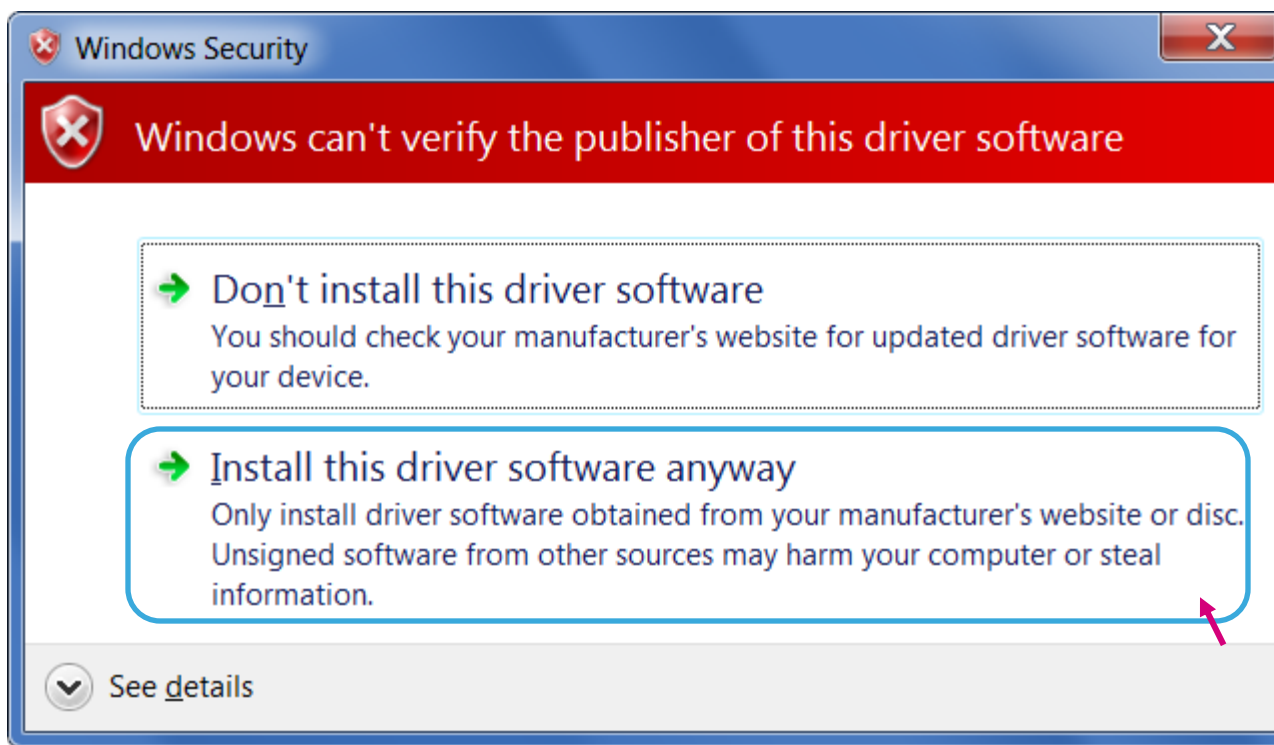 Windows Security
Windows can't verify the publisher of this driver software
Don't install this driver software
You should check your manufacturer's website for updated driver software for
your device.
Install this driver software anyway
Only install driver software obtained from your manufacturer's website or disc.
Unsigned software from other sources may harm your computer or steal
information.
See details